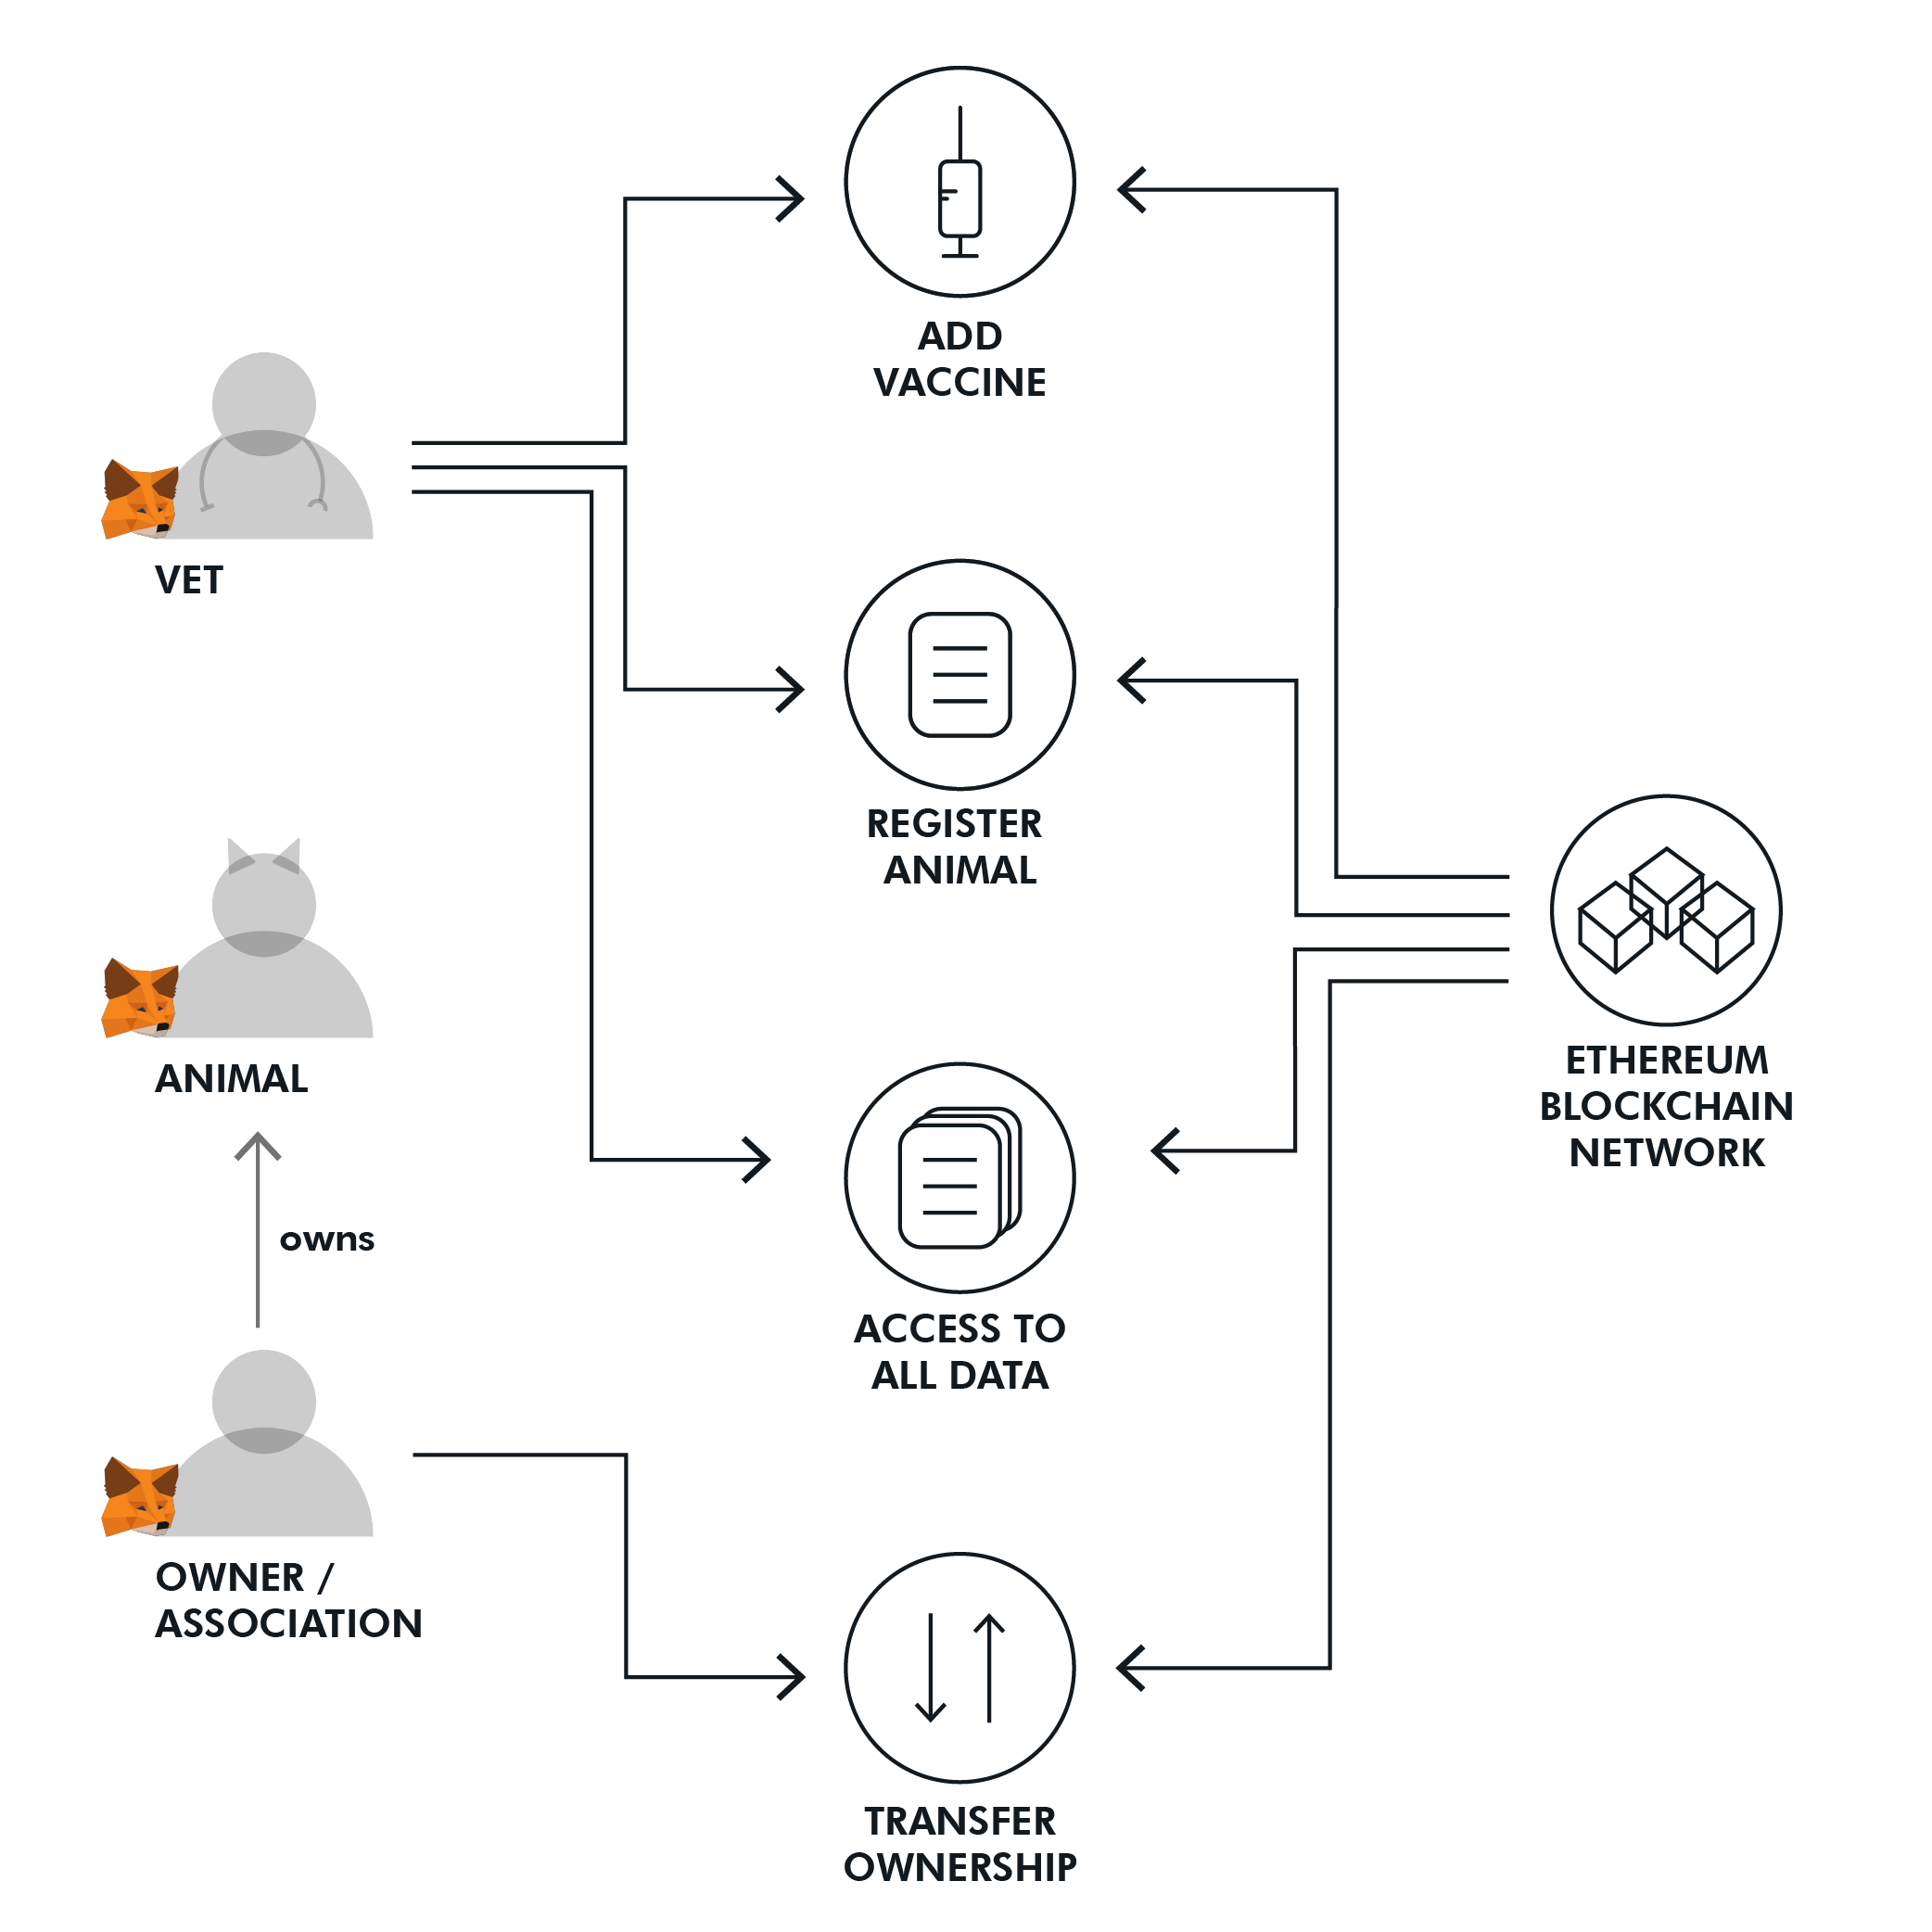 ADD
VACCINE
VET
REGISTER
ANIMAL
ANIMAL
ETHEREUM
BLOCKCHAIN
NETWORK
owns
ACCESS TO
ALL DATA
OWNER /
ASSOCIATION
TRANSFER
OWNERSHIP